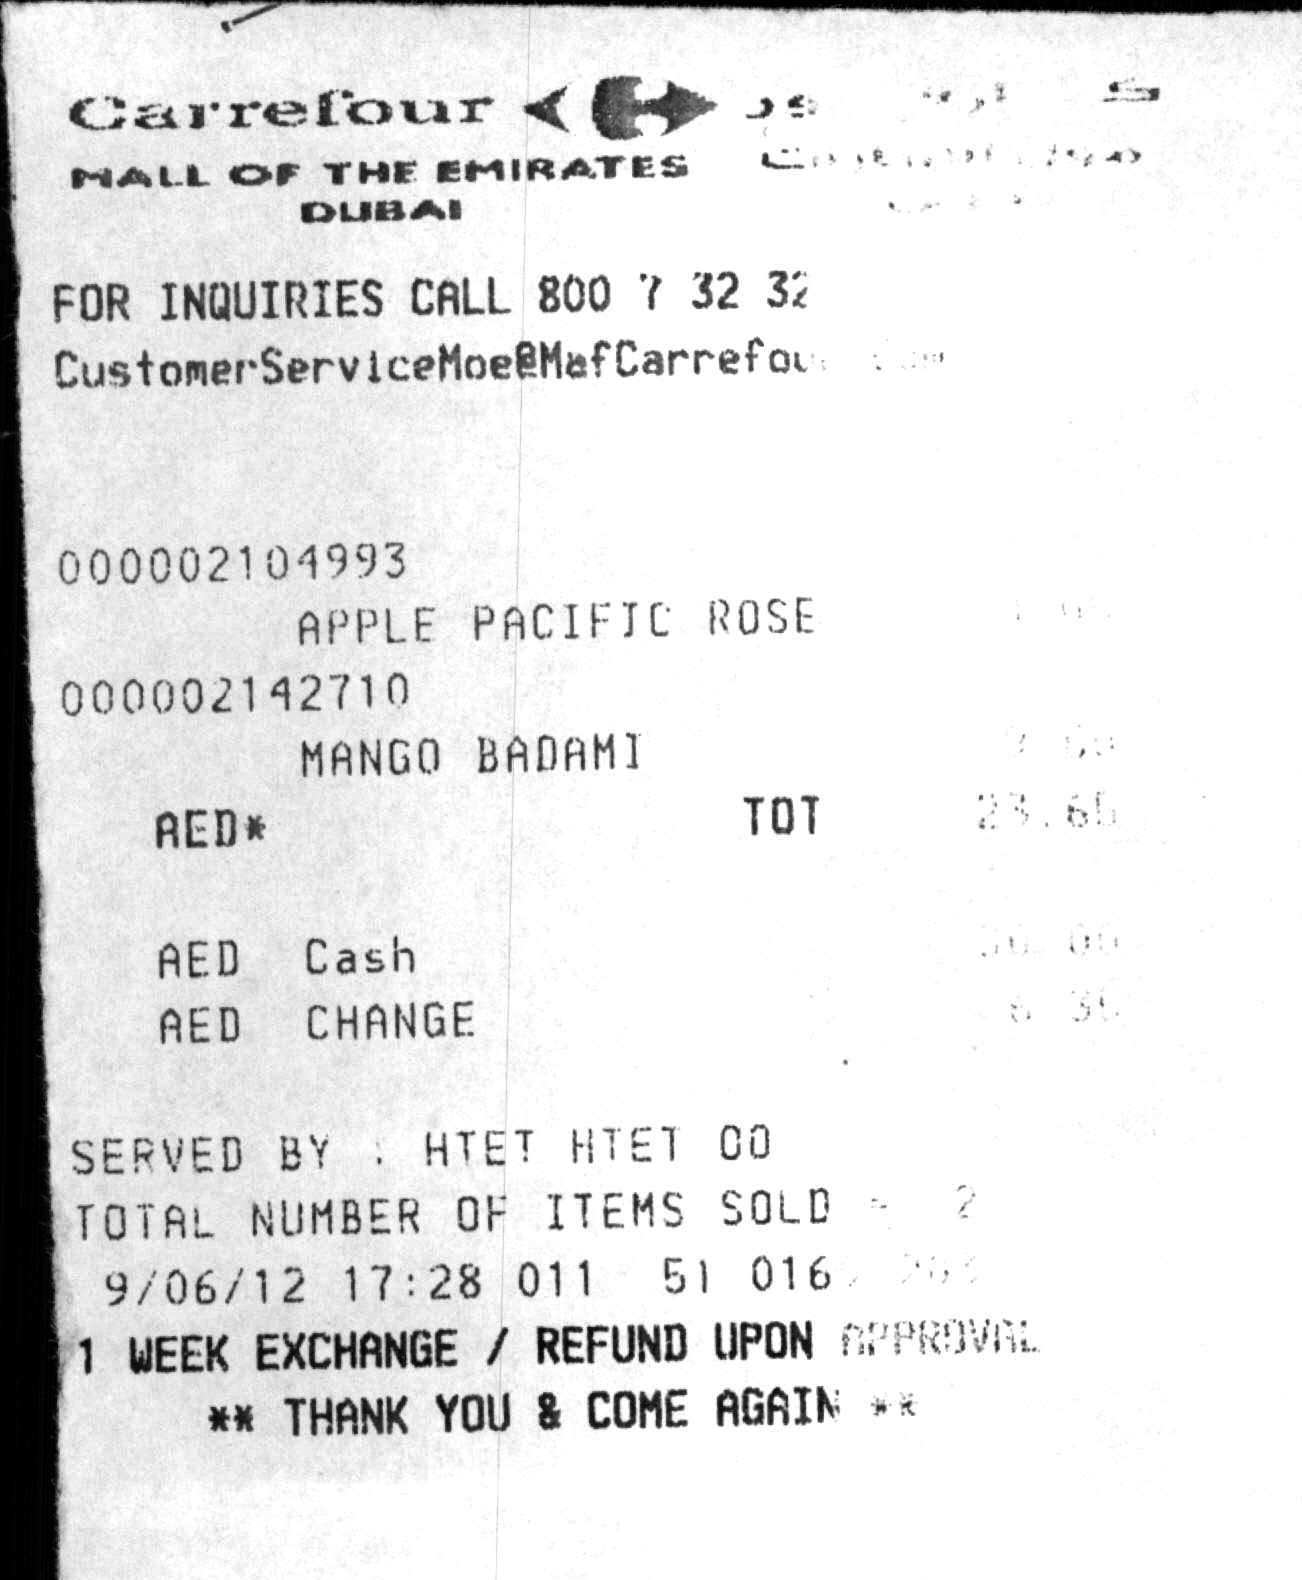 Carrefour
MALL OF THE EMIRATES
DUBAI
FOR INQUIRIES CALL 800 7 32 32
000002104993
APPLE PACIFIC ROSE
000002142710
MANGO BADAMI
AED* TOT
AED Cash
AED CHANGE
SERVED BY : HTET HTET OO
TOTAL NUMBER OF ITEMS SOLD = 2
9/06/12 17:28 011 51 016
1 WEEK EXCHANGE / REFUND UPON APPROVAL
** THANK YOU & COME AGAIN **